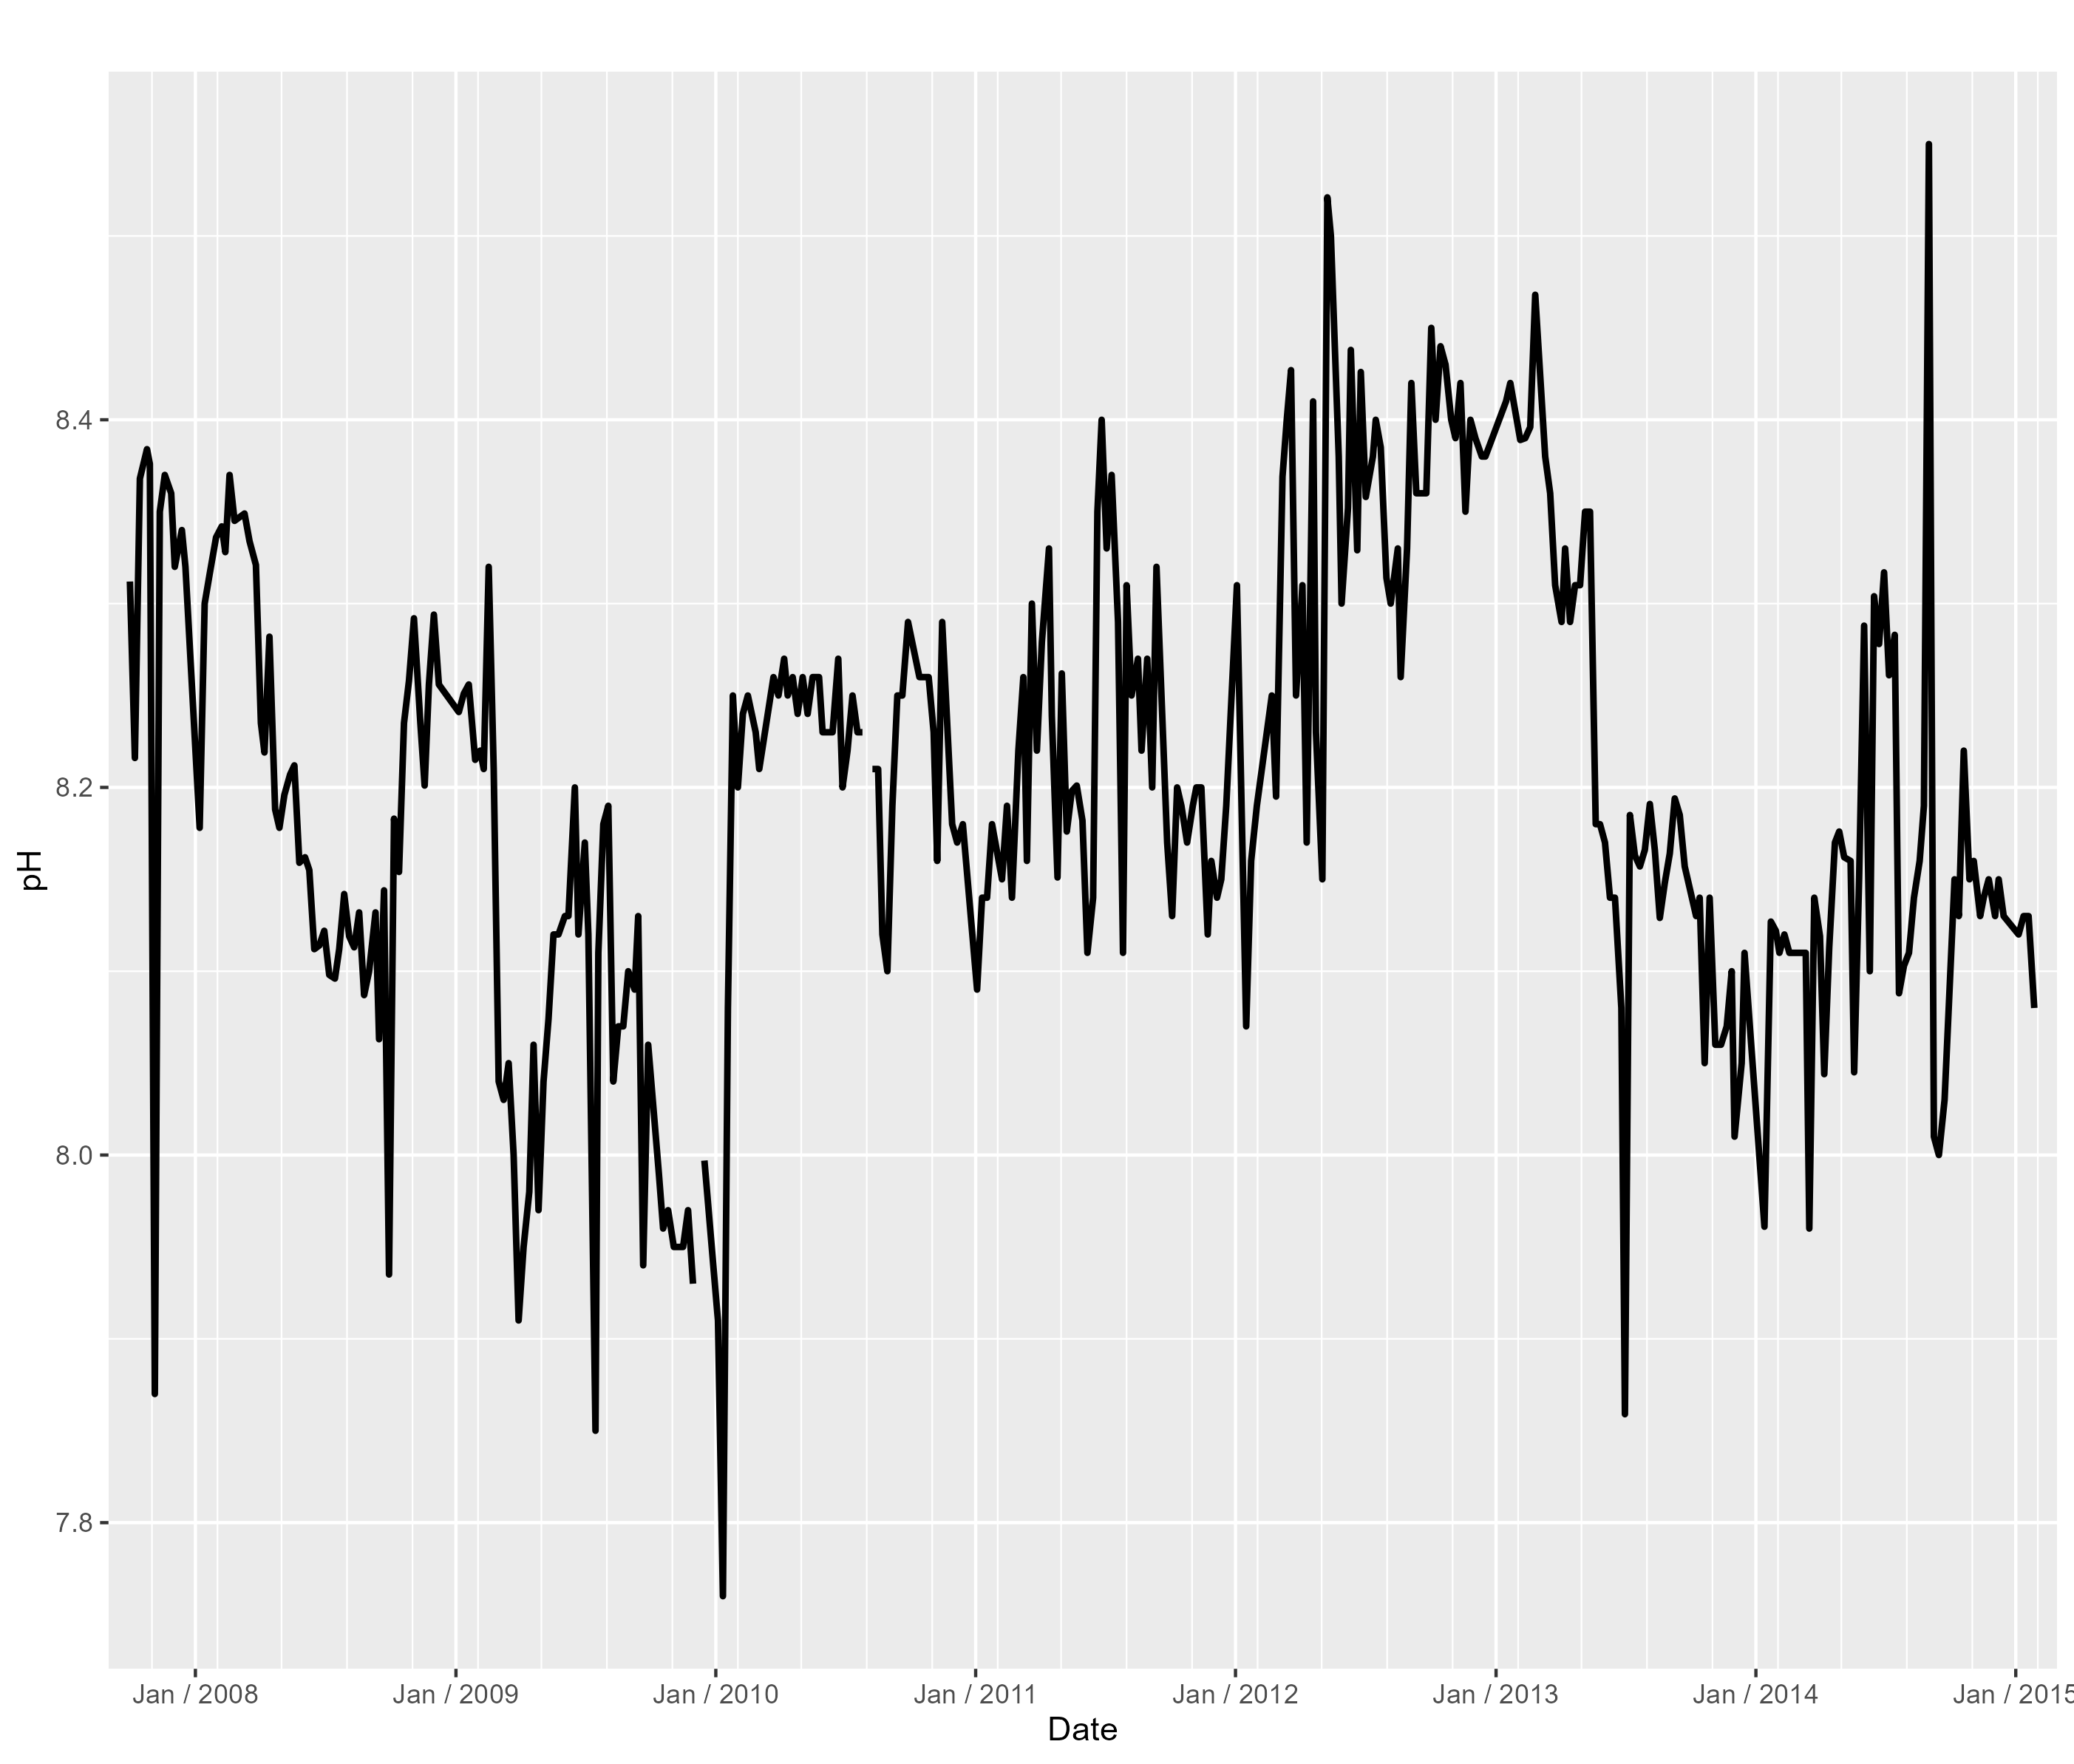 8.4
8.2
8.0
7.8
pH
Jan / 2008
Jan / 2009
Jan / 2010
Jan / 2011
Jan / 2012
Jan / 2013
Jan / 2014
Jan / 2015
Date